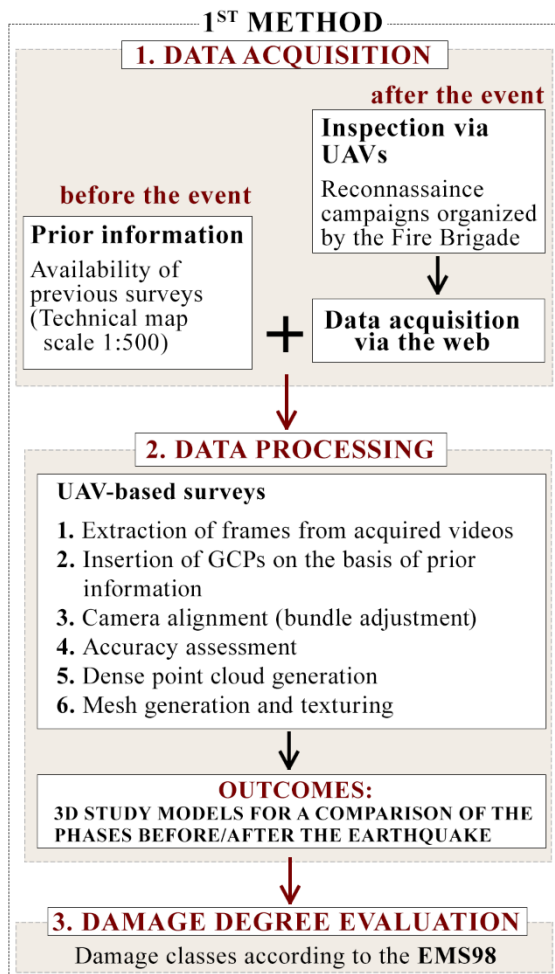 1ST METHOD
1. DATA ACQUISITION
after the event
Inspection via
UAVs
Reconnassaince
campaigns organized
by the Fire Brigade
before the event
Prior information
Availability of
previous surveys
(Technical map
scale 1:500)
+
Data acquisition
via the web
2. DATA PROCESSING
UAV-based surveys
1. Extraction of frames from acquired videos
2. Insertion of GCPs on the basis of prior
information
3. Camera alignment (bundle adjustment)
4. Accuracy assessment
5. Dense point cloud generation
6. Mesh generation and texturing
OUTCOMES:
3D STUDY MODELS FOR A COMPARISON OF THE
PHASES BEFORE/AFTER THE EARTHQUAKE
3. DAMAGE DEGREE EVALUATION
Damage classes according to the EMS98